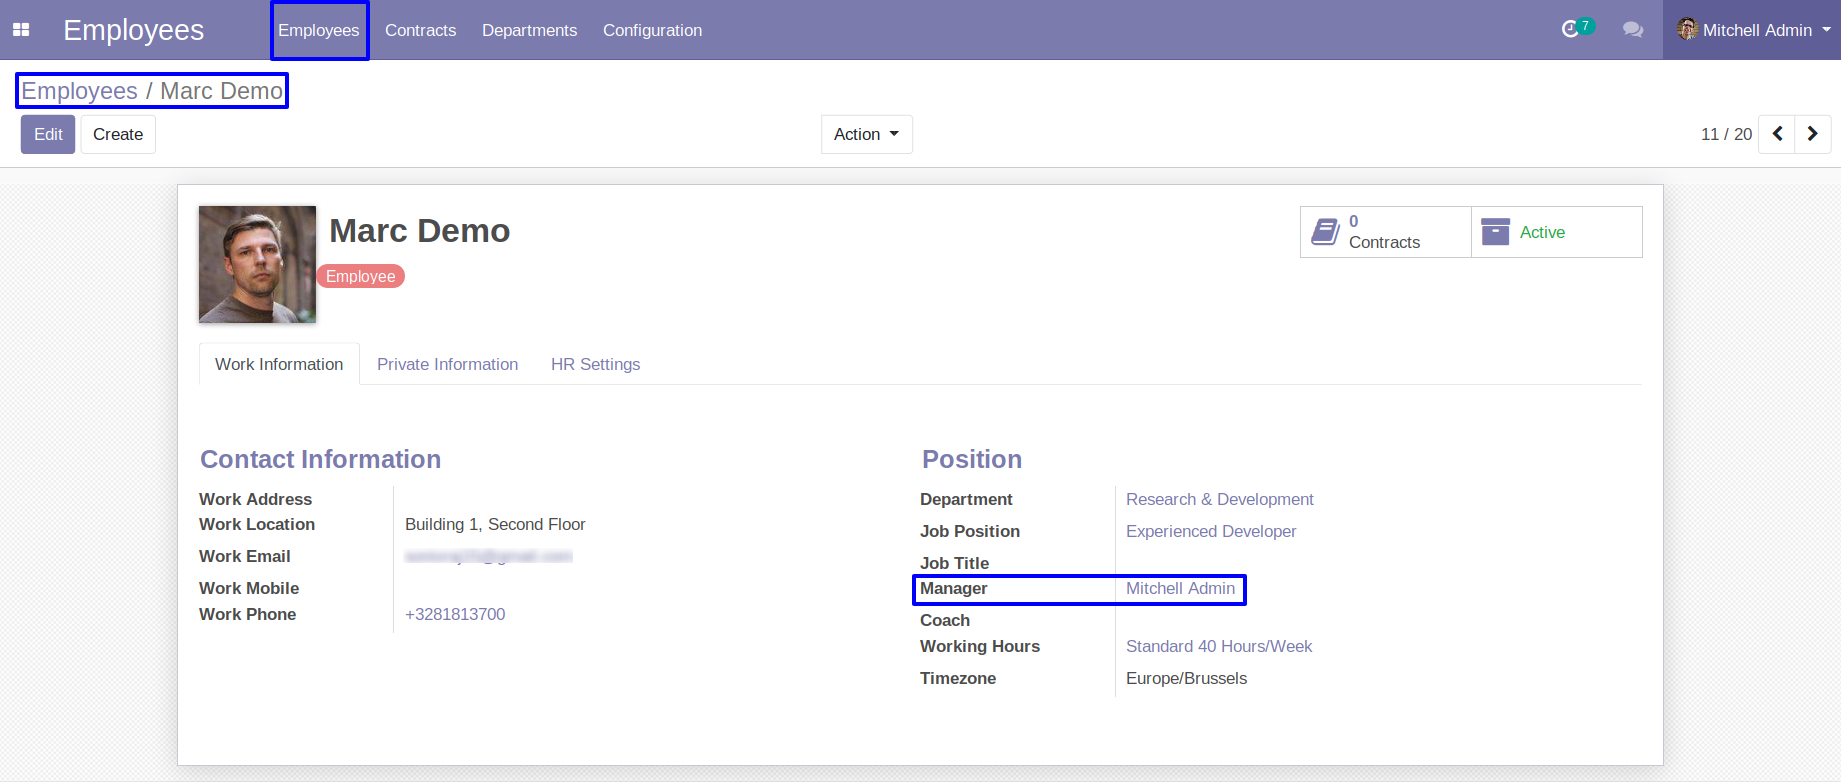 Employees Employees Contracts Departments Configuration 7 Mitchell Admin
Employees / Marc Demo
Edit Create Action 11 / 20
Marc Demo
Employee
0
Contracts
Active
Work Information Private Information HR Settings
Contact Information
Work Address
Work Location Building 1, Second Floor
Work Email
Work Mobile
Work Phone +3281813700
Position
Department Research & Development
Job Position Experienced Developer
Job Title
Manager Mitchell Admin
Coach
Working Hours Standard 40 Hours/Week
Timezone Europe/Brussels